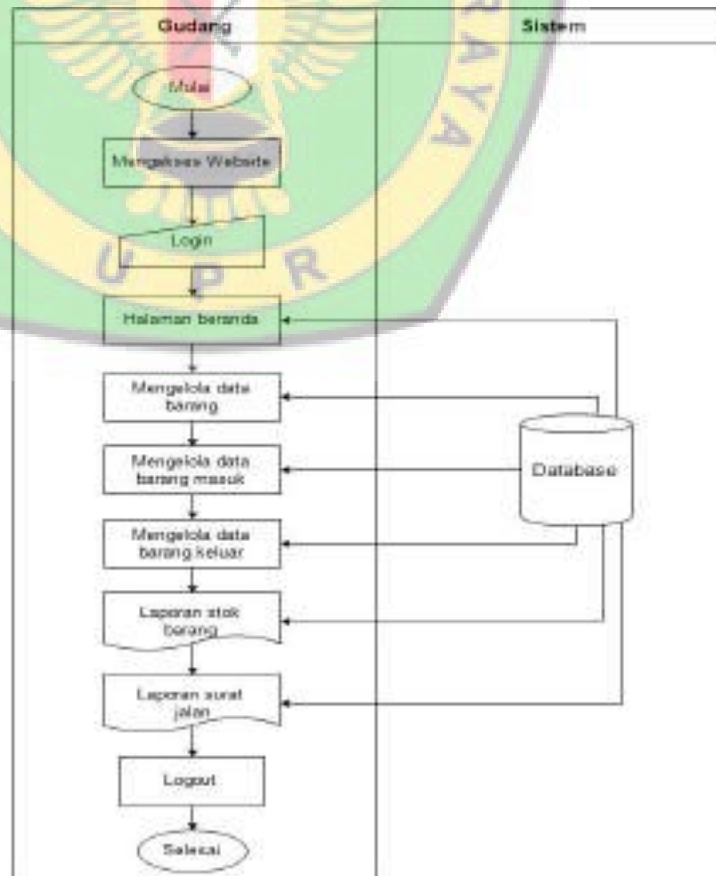 Gudang
Sistem
Mulai
Mengakses Website
Login
Halaman beranda
Mengelola data
barang
Mengelola data
barang masuk
Mengelola data
barang keluar
Laporan stok
barang
Laporan surat
jalan
Logout
Selesai
Database
RAYA
U P R